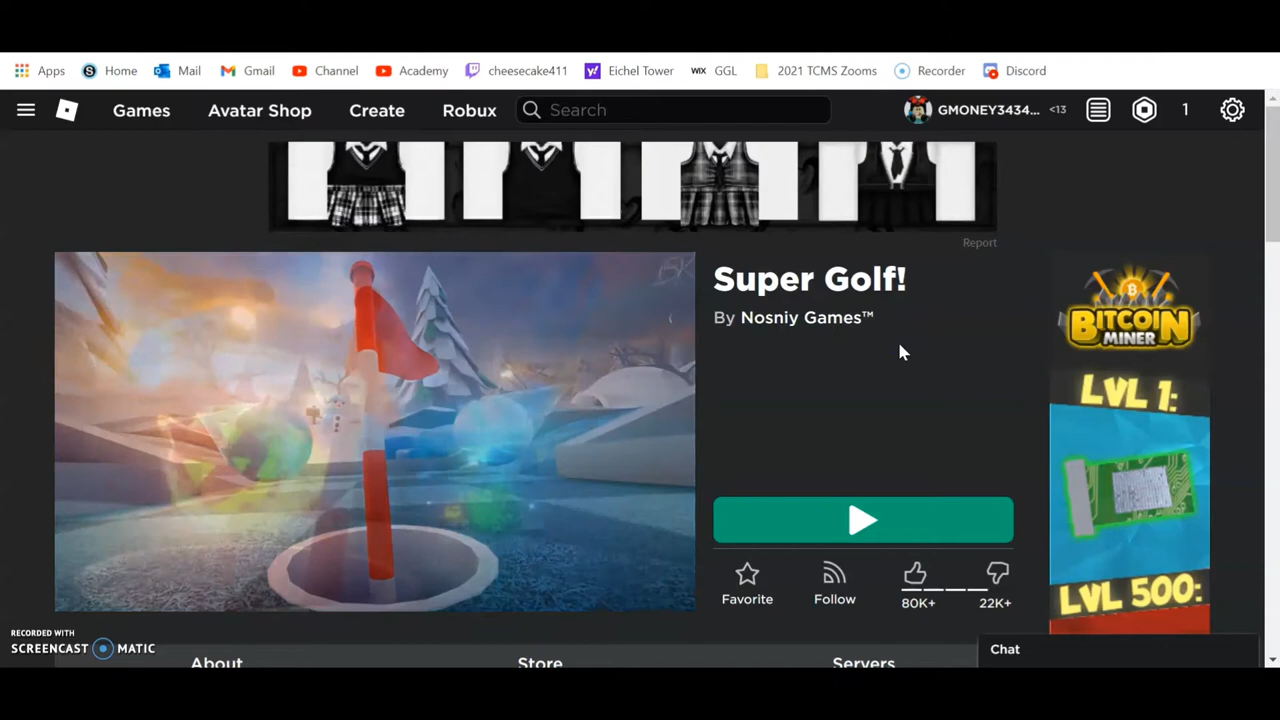 Apps Home Mail Gmail Channel Academy cheesecake411 Eichel Tower WIX GGL 2021 TCMS Zooms Recorder Discord
Games Avatar Shop Create Robux Search GMONEY3434... <13 1
Report
Super Golf!
By Nosniy Games™
BITCOIN
MINER
LVL 1:
Favorite Follow 80K+ 22K+
LVL 500:
RECORDED WITH
SCREENCAST MATIC
Chat
About Store Servers